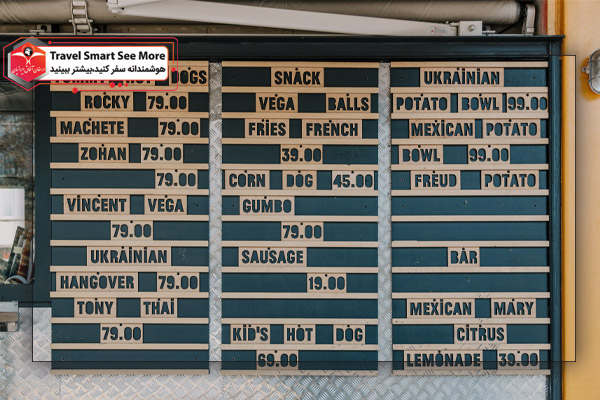 Travel Smart See More
هوشمندانه سفر کنید،بیشتر ببینید
DOGS
ROCKY 79.00
MACHETE 79.00
ZOHAN 79.00
79.00
VINCENT VEGA
79.00
UKRAINIAN
HANGOVER 79.00
TONY THAI
79.00
SNACK
VEGA BALLS
FRIES FRENCH
39.00
CORN DOG 45.00
GUMBO
79.00
SAUSAGE
19.00
KID'S HOT DOG
69.00
UKRAINIAN
POTATO BOWL 99.00
MEXICAN POTATO
BOWL 99.00
FREUD POTATO
BAR
MEXICAN MARY
CITRUS
LEMONADE 39.00